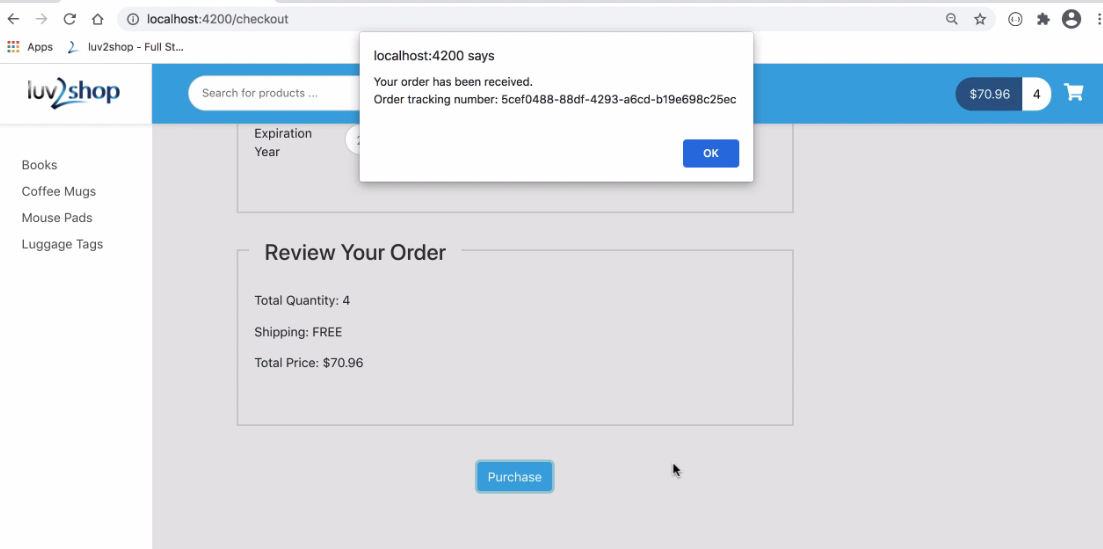 localhost:4200/checkout
Apps
luv2shop - Full St...
localhost:4200 says
Your order has been received.
Order tracking number: 5cef0488-88df-4293-a6cd-b19e698c25ec
OK
luv2shop
Search for products ...
$70.96 4
Books
Coffee Mugs
Mouse Pads
Luggage Tags
Expiration
Year
Review Your Order
Total Quantity: 4
Shipping: FREE
Total Price: $70.96
Purchase